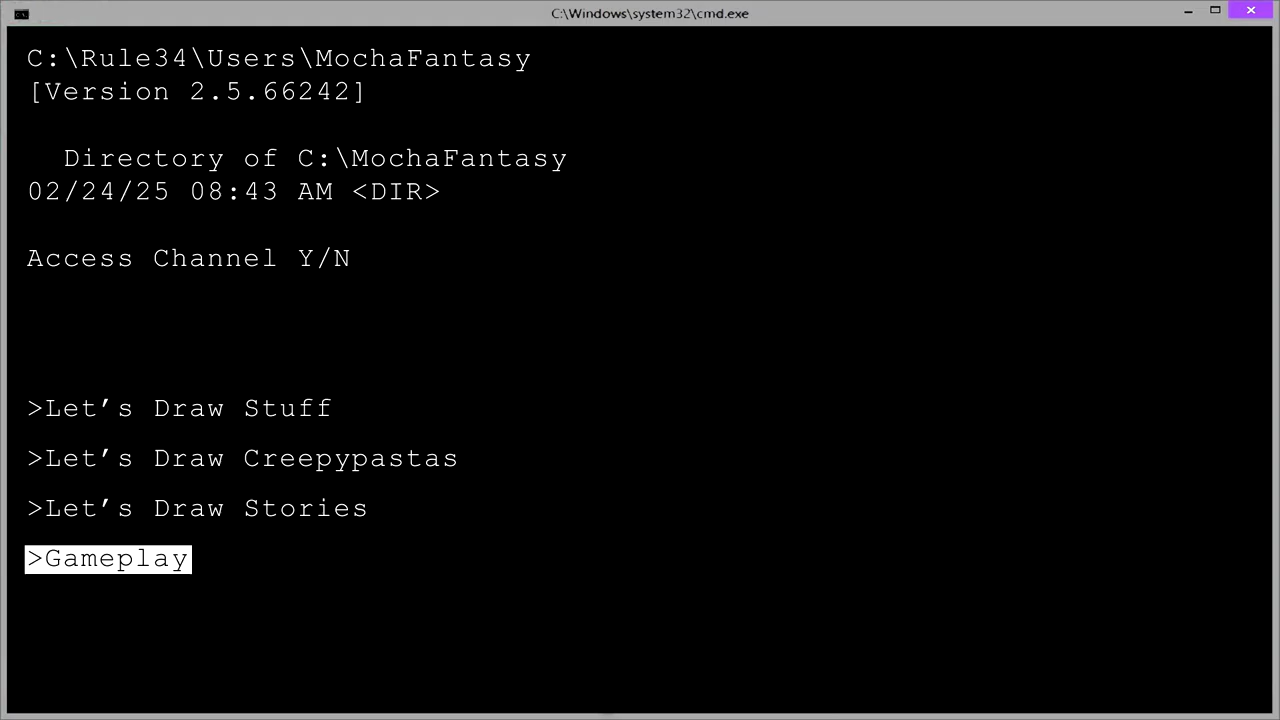 C:\Windows\system32\cmd.exe
C:\Rule34\Users\MochaFantasy
[Version 2.5.66242]
Directory of C:\MochaFantasy
02/24/25 08:43 AM <DIR>
Access Channel Y/N
>Let’s Draw Stuff
>Let’s Draw Creepypastas
>Let’s Draw Stories
>Gameplay